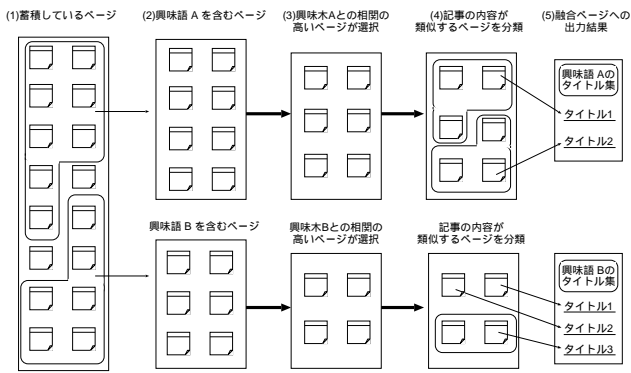 (1)蓄積しているページ
(2)興味語 A を含むページ
(3)興味木Aとの相関の
高いページが選択
(4)記事の内容が
類似するページを分類
(5)融合ページへの
出力結果
興味語 Aの
タイトル集
タイトル1
タイトル2
興味語 B を含むページ
興味木Bとの相関の
高いページが選択
記事の内容が
類似するページを分類
興味語 Bの
タイトル集
タイトル1
タイトル2
タイトル3